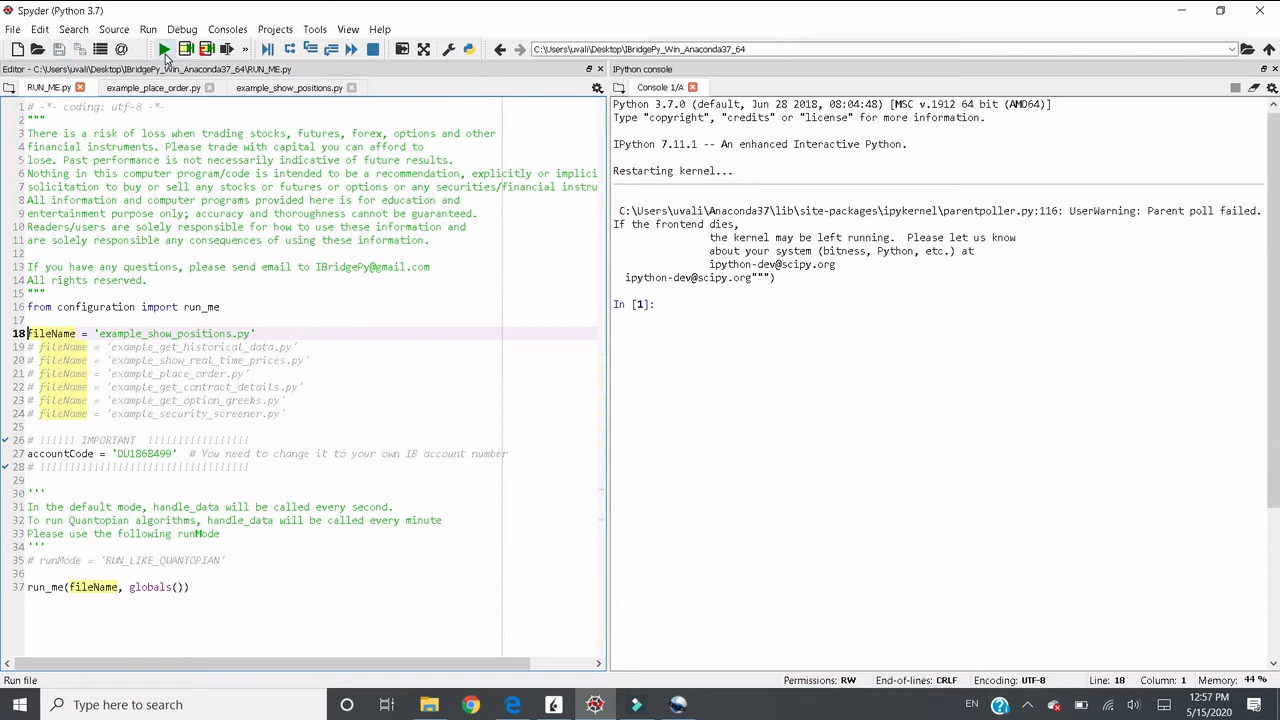 Spyder (Python 3.7)
File Edit Search Source Run Debug Consoles Projects Tools View Help
C:\Users\uvali\Desktop\IBridgePy_Win_Anaconda37_64
Editor - C:\Users\uvali\Desktop\IBridgePy_Win_Anaconda37_64\RUN_ME.py
RUN_ME.py example_place_order.py example_show_positions.py
1 # -*- coding: utf-8 -*-
2 """
3 There is a risk of loss when trading stocks, futures, forex, options and other
4 financial instruments. Please trade with capital you can afford to
5 lose. Past performance is not necessarily indicative of future results.
6 Nothing in this computer program/code is intended to be a recommendation, explicitly or implici
7 solicitation to buy or sell any stocks or futures or options or any securities/financial instru
8 All information and computer programs provided here is for education and
9 entertainment purpose only; accuracy and thoroughness cannot be guaranteed.
10 Readers/users are solely responsible for how to use these information and
11 are solely responsible any consequences of using these information.
12
13 If you have any questions, please send email to IBridgePy@gmail.com
14 All rights reserved.
15 """
16 from configuration import run_me
17
18 fileName = 'example_show_positions.py'
19 # fileName = 'example_get_historical_data.py'
20 # fileName = 'example_show_real_time_prices.py'
21 # fileName = 'example_place_order.py'
22 # fileName = 'example_get_contract_details.py'
23 # fileName = 'example_get_option_greeks.py'
24 # fileName = 'example_security_screener.py'
25
26 # !!!!!! IMPORTANT !!!!!!!!!!!!!!!!!
27 accountCode = 'DU1868499' # You need to change it to your own IB account number
28 # !!!!!!!!!!!!!!!!!!!!!!!!!!!!!!!!!
29
30 '''
31 In the default mode, handle_data will be called every second.
32 To run Quantopian algorithms, handle_data will be called every minute
33 Please use the following runMode
34 '''
35 # runMode = 'RUN_LIKE_QUANTOPIAN'
36
37 run_me(fileName, globals())
IPython console
Console 1/A
Python 3.7.0 (default, Jun 28 2018, 08:04:48) [MSC v.1912 64 bit (AMD64)]
Type "copyright", "credits" or "license" for more information.
IPython 7.11.1 -- An enhanced Interactive Python.
Restarting kernel...
C:\Users\uvali\Anaconda37\lib\site-packages\ipykernel\parentpoller.py:116: UserWarning: Parent poll failed.
If the frontend dies,
the kernel may be left running. Please let us know
about your system (bitness, Python, etc.) at
ipython-dev@scipy.org
ipython-dev@scipy.org""")
In [1]:
Run file
Permissions: RW End-of-lines: CRLF Encoding: UTF-8 Line: 18 Column: 1 Memory: 44 %
Type here to search
EN
12:57 PM
5/15/2020